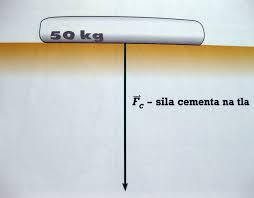 50 kg
F⃗c – sila cementa na tla